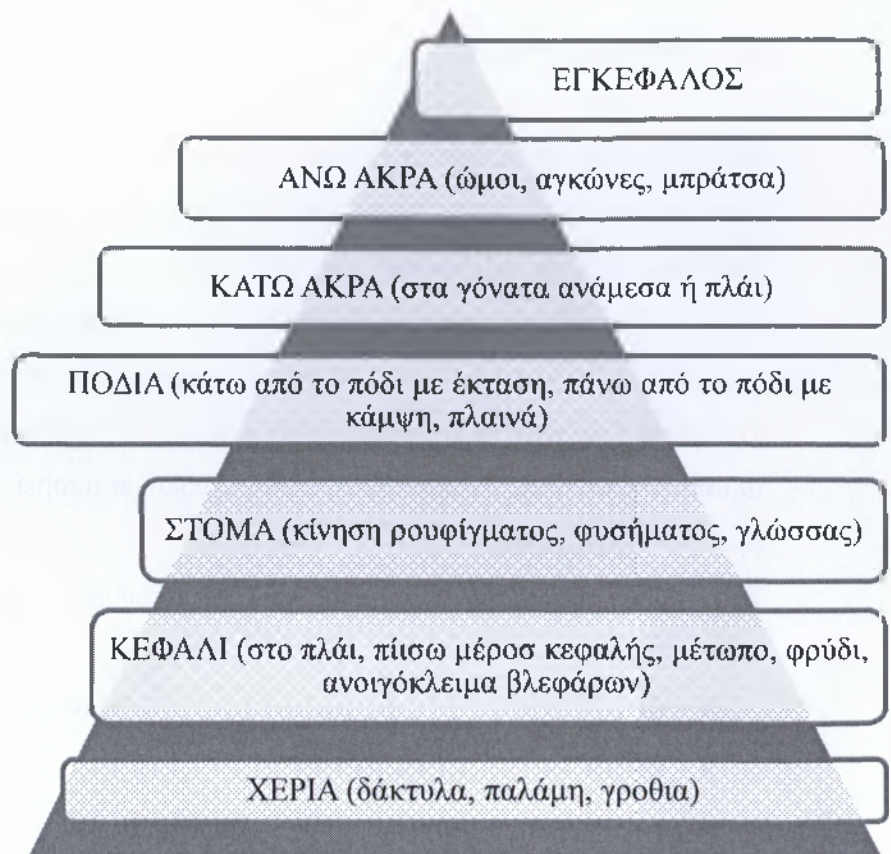 ΕΓΚΕΦΑΛΟΣ
ΑΝΩ ΑΚΡΑ (ώμοι, αγκώνες, μπράτσα)
ΚΑΤΩ ΑΚΡΑ (στα γόνατα ανάμεσα ή πλάι)
ΠΟΔΙΑ (κάτω από το πόδι με έκταση, πάνω από το πόδι με
κάμψη, πλαινά)
ΣΤΟΜΑ (κίνηση ρουφίγματος, φυσήματος, γλώσσας)
ΚΕΦΑΛΙ (στο πλάι, πίισω μέροσ κεφαλής, μέτωπο, φρύδι,
ανοιγόκλειμα βλεφάρων)
ΧΕΡΙΑ (δάκτυλα, παλάμη, γροθια)